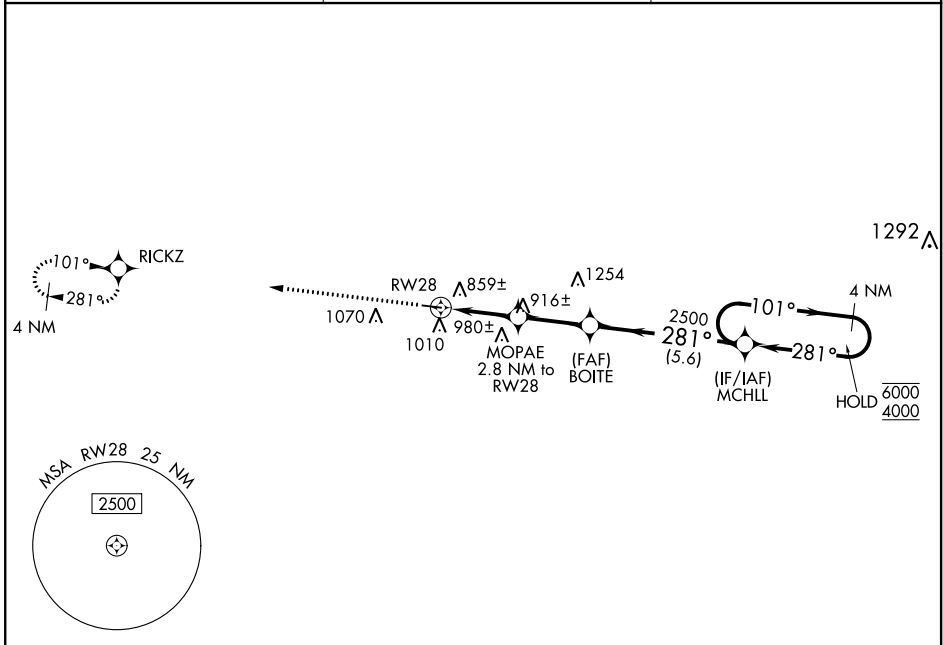 1292
101°
RICKZ
281°
4 NM
RW28
859±
1254
916±
1070
1010
980±
MOPAE
2.8 NM to
RW28
(FAF)
BOITE
2500
281°
(5.6)
(IF/IAF)
MCHLL
101°
4 NM
281°
HOLD
6000
4000
MSA RW28 25 NM
2500